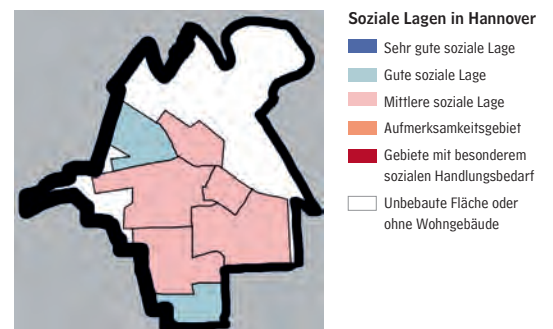 Soziale Lagen in Hannover
Sehr gute soziale Lage
Gute soziale Lage
Mittlere soziale Lage
Aufmerksamkeitsgebiet
Gebiete mit besonderem
sozialen Handlungsbedarf
Unbebaute Fläche oder
ohne Wohngebäude